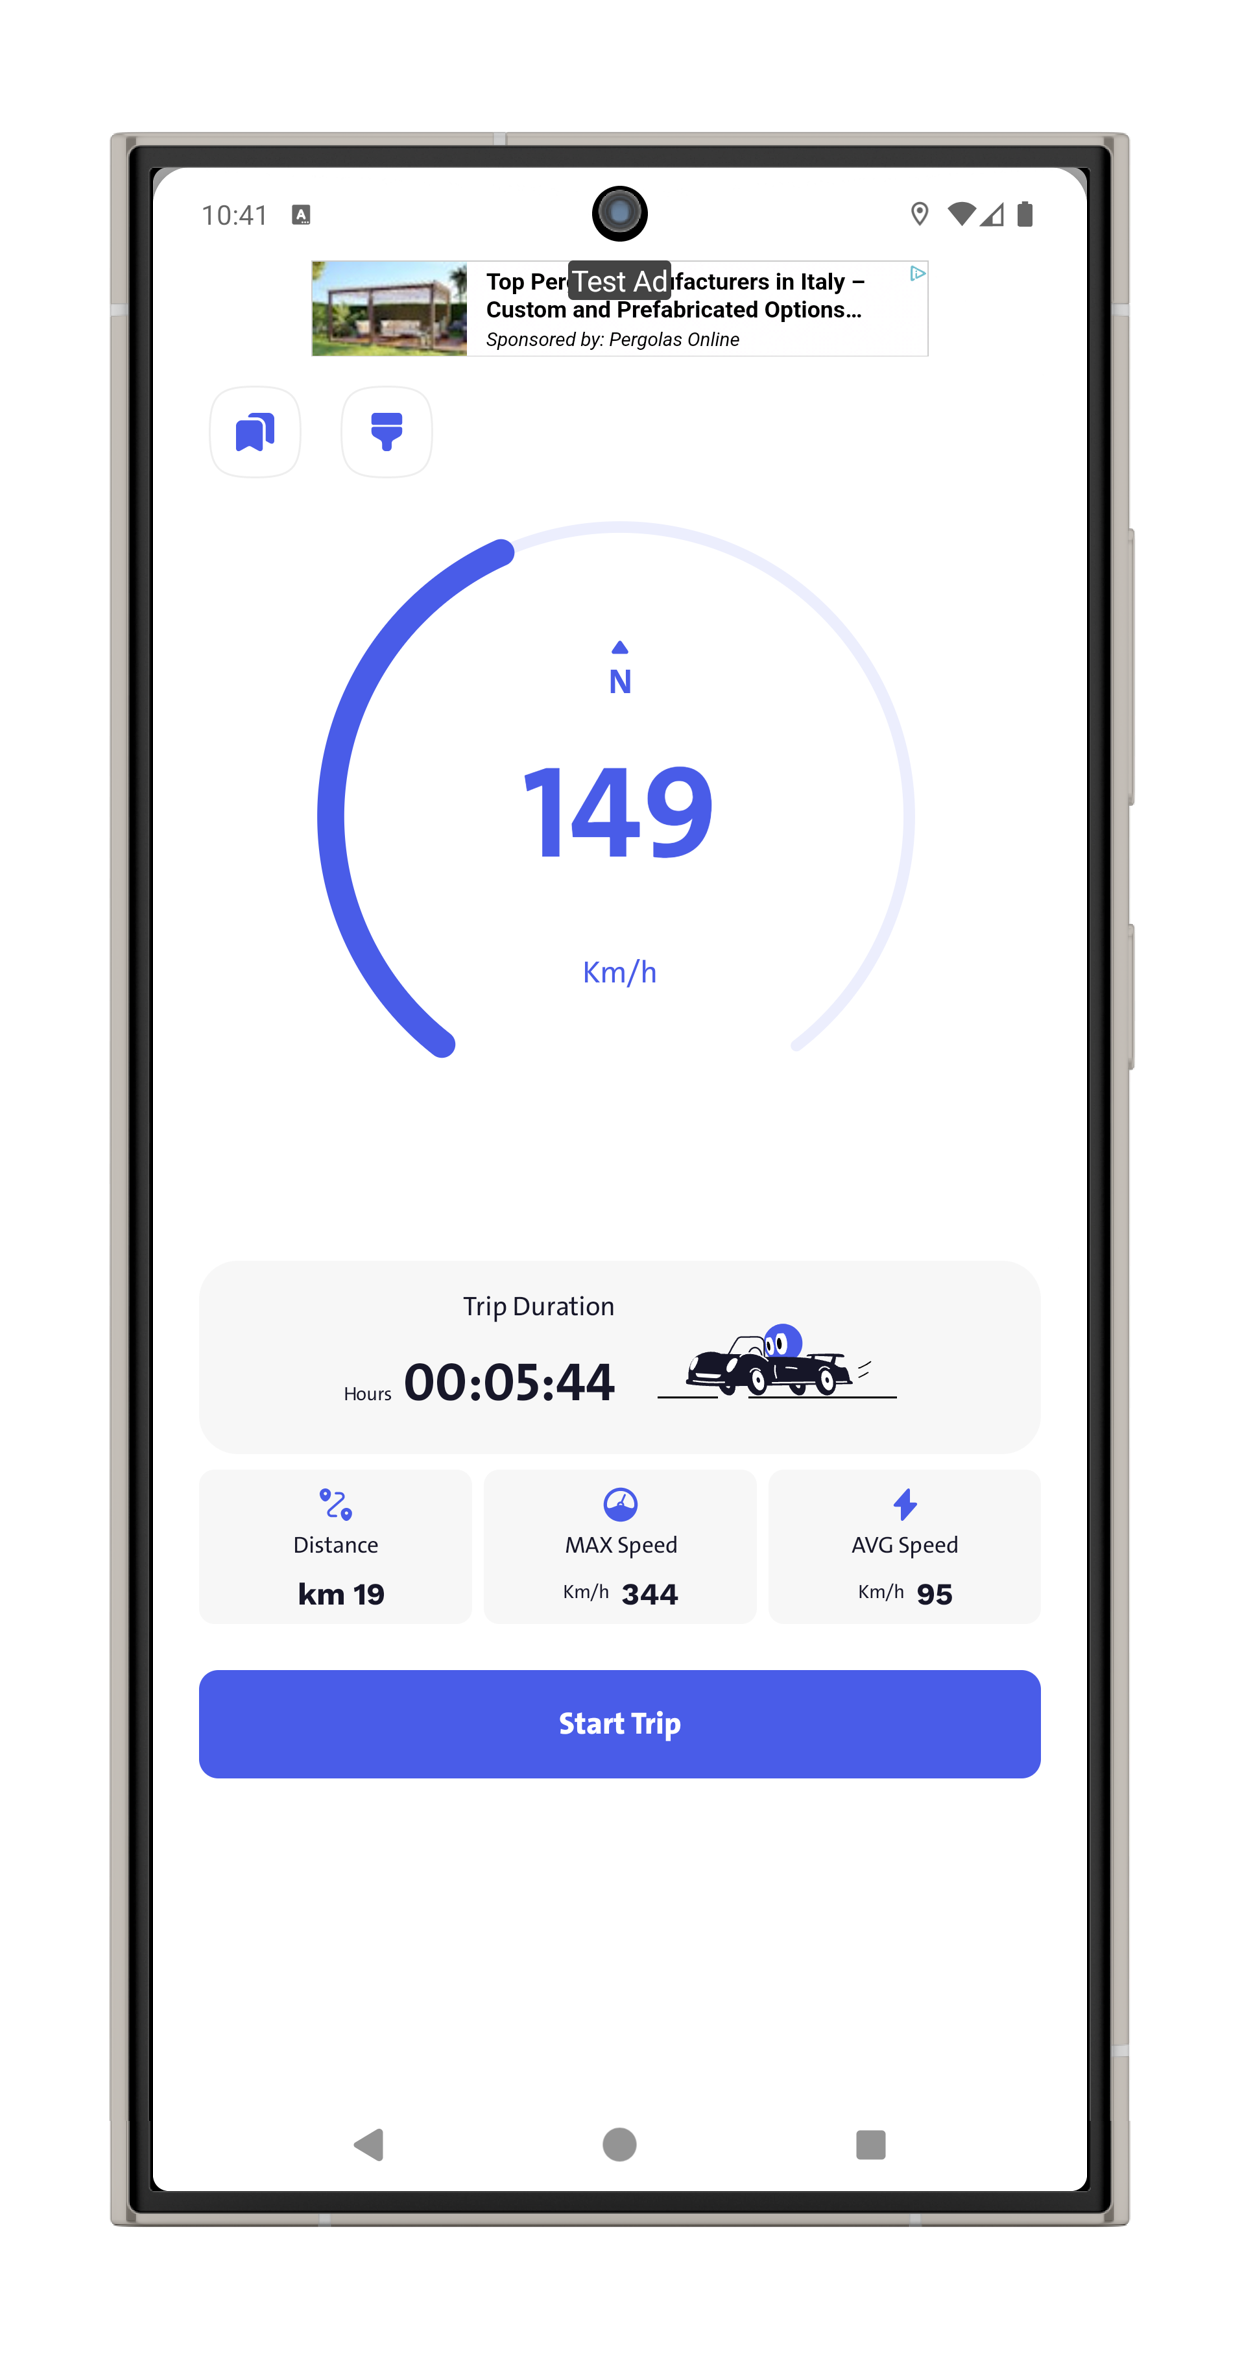 10:41
A
Test Ad
Top Per ufacturers in Italy –
Custom and Prefabricated Options...
Sponsored by: Pergolas Online
N
149
Km/h
Trip Duration
Hours 00:05:44
Distance
km 19
MAX Speed
Km/h 344
AVG Speed
Km/h 95
Start Trip